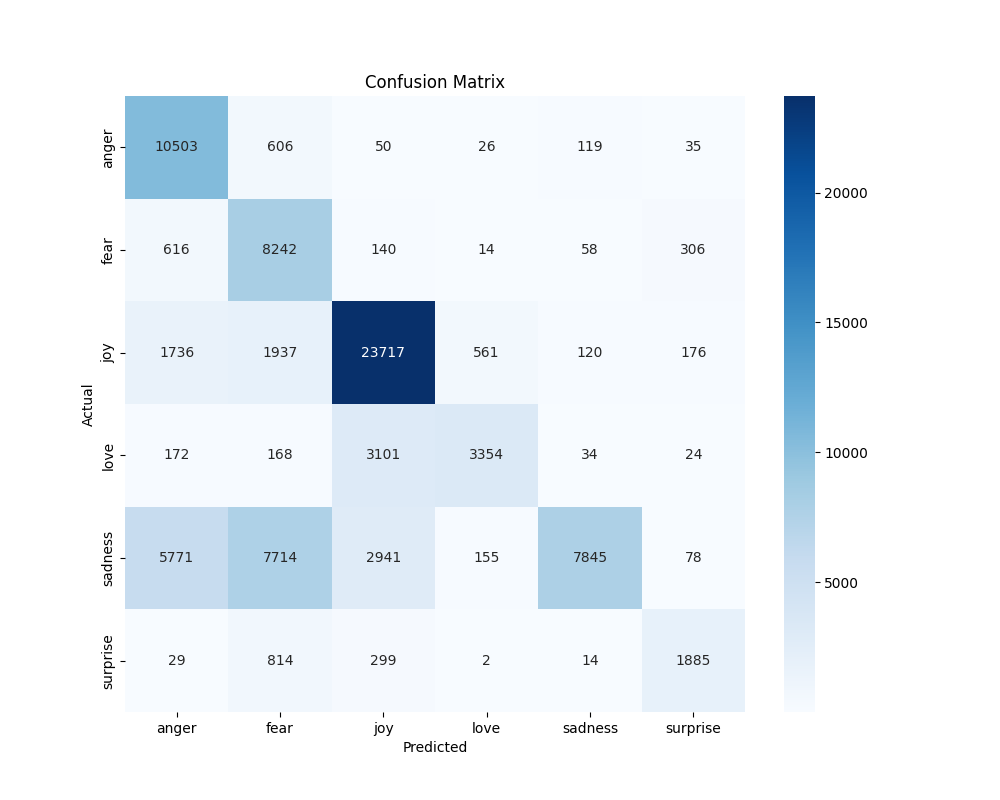 Confusion Matrix
anger 10503 606 50 26 119 35
fear 616 8242 140 14 58 306
joy 1736 1937 23717 561 120 176
love 172 168 3101 3354 34 24
sadness 5771 7714 2941 155 7845 78
surprise 29 814 299 2 14 1885
anger fear joy love sadness surprise
Predicted
Actual
20000
15000
10000
5000